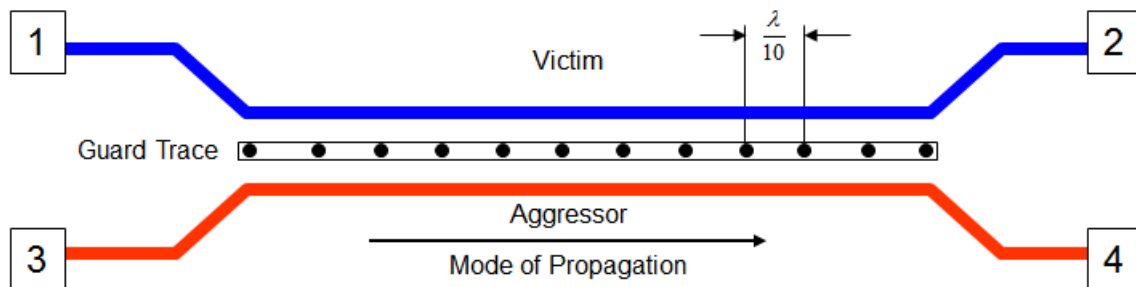 1
2
λ/10
Victim
Guard Trace
Aggressor
3
4
Mode of Propagation